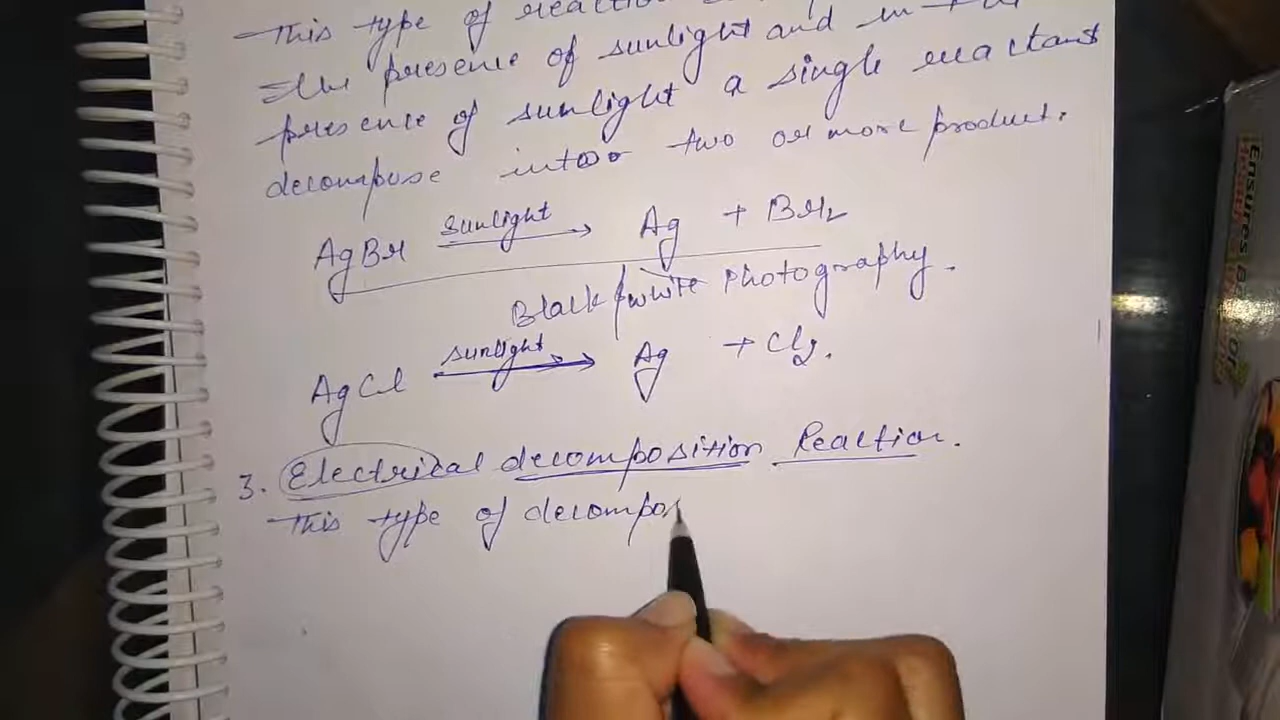 This type of reaction
the presence of sunlight and in the
presence of sunlight a single reactant
decompose into two or more product.
AgBr sunlight → Ag + Br2
Black/white Photography.
AgCl sunlight → Ag + Cl2.
3. Electrical decomposition Reaction.
This type of decompos
Ensures